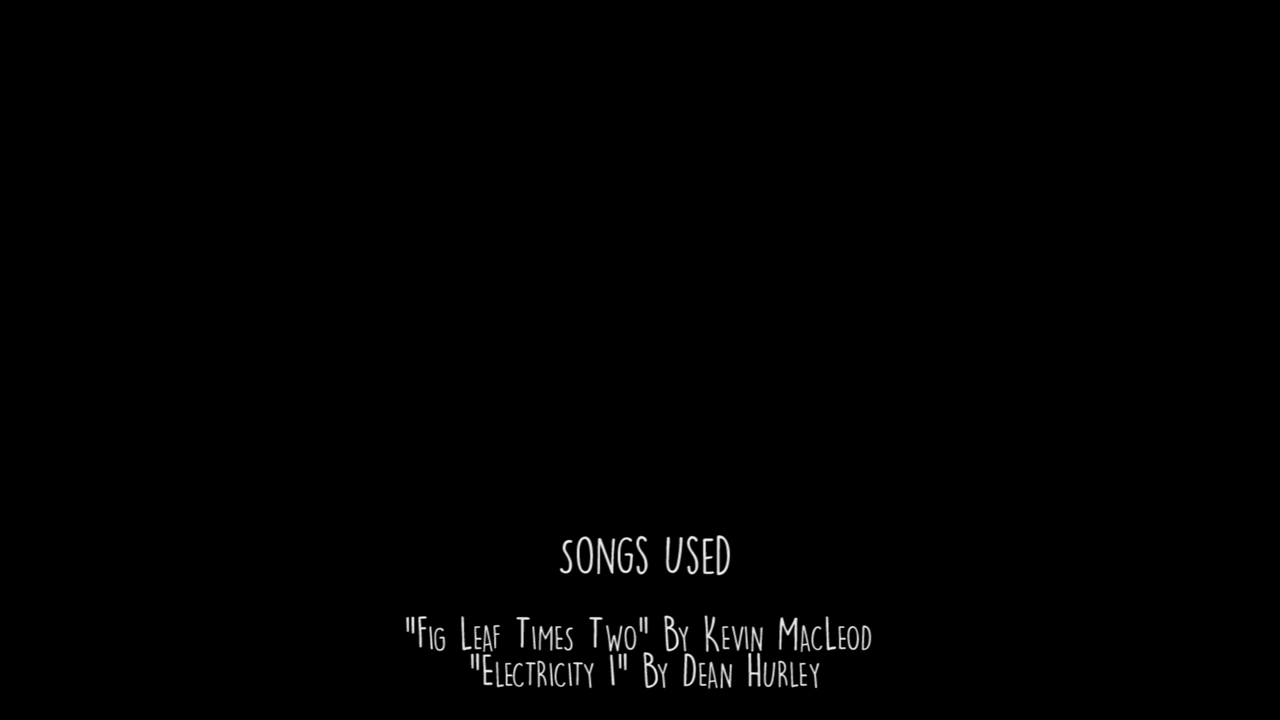 SONGS USED
"Fig Leaf Times Two" By Kevin MacLeod
"Electricity I" By Dean Hurley